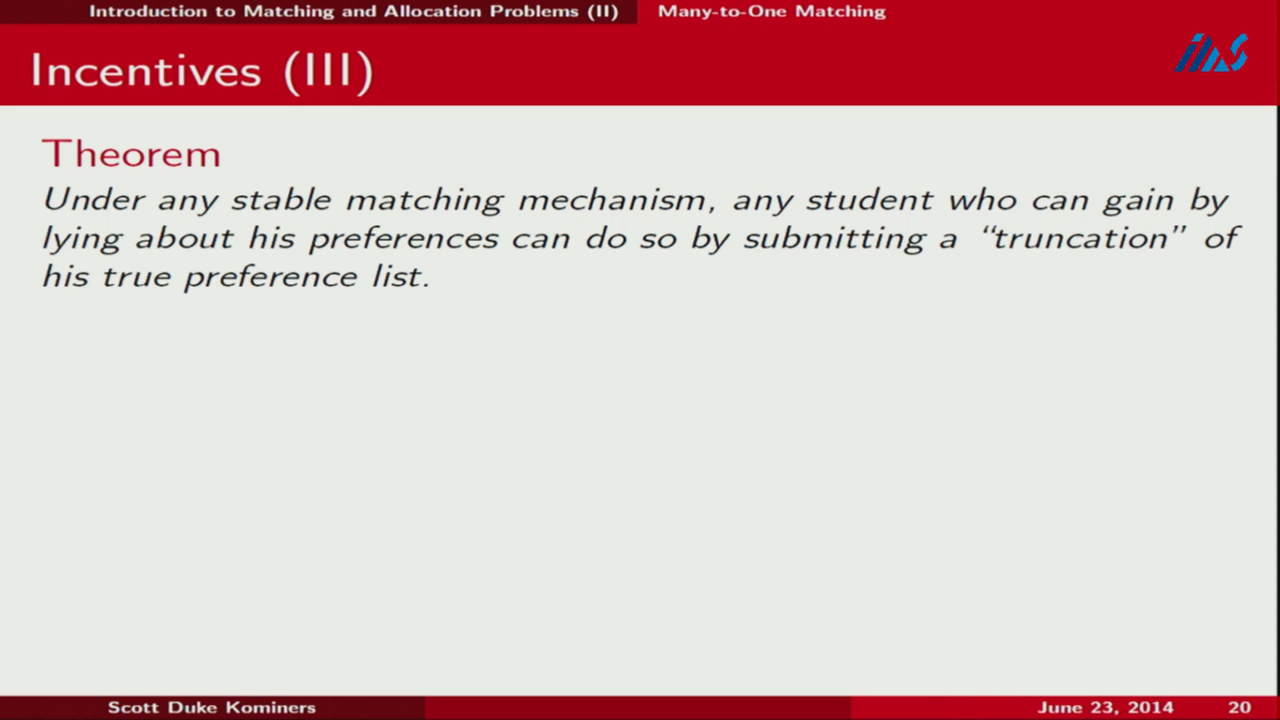 Introduction to Matching and Allocation Problems (II) Many-to-One Matching
Incentives (III)
ims
Theorem
Under any stable matching mechanism, any student who can gain by
lying about his preferences can do so by submitting a “truncation” of
his true preference list.
Scott Duke Kominers June 23, 2014 20